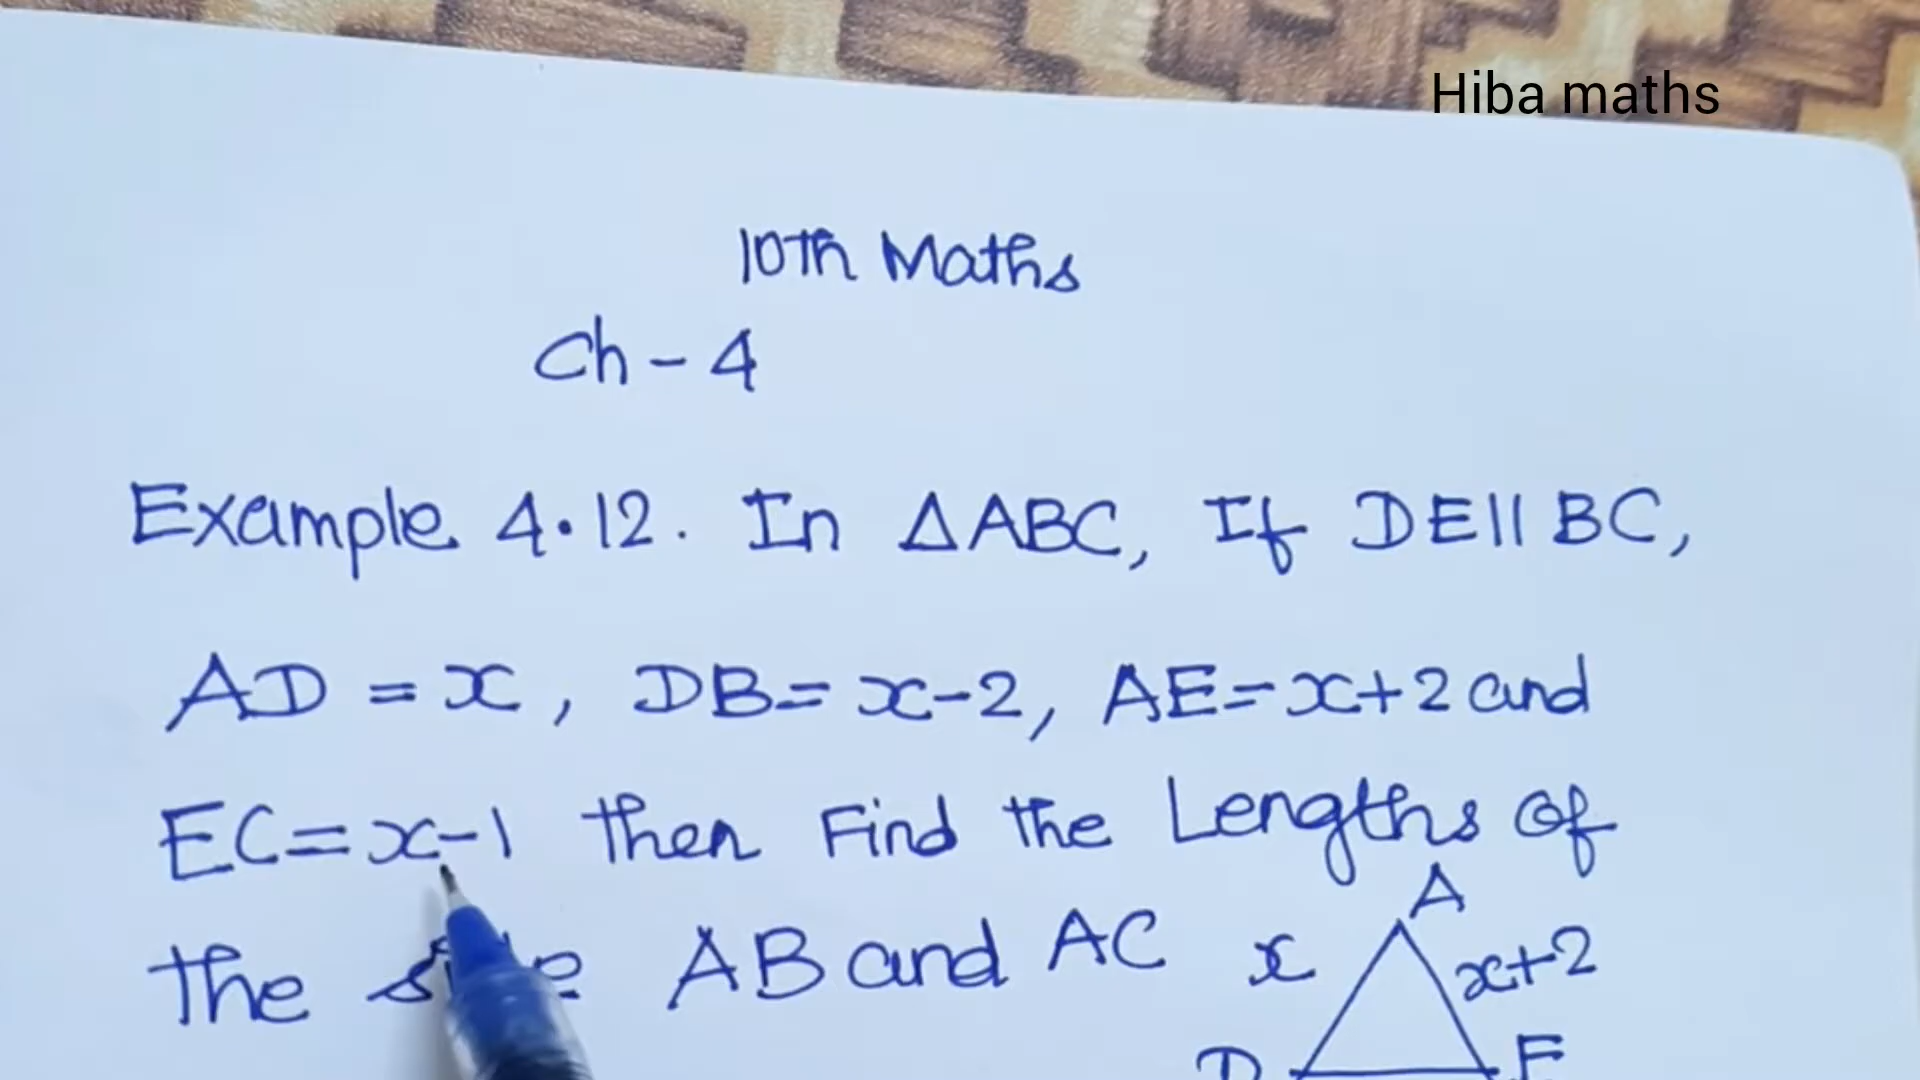 Hiba maths
10th Maths
Ch - 4
Example 4.12. In ΔABC, If DE||BC,
AD = x, DB = x-2, AE = x+2 and
EC = x-1 then Find the Lengths of
the AB and AC
A
x
x+2
D
E